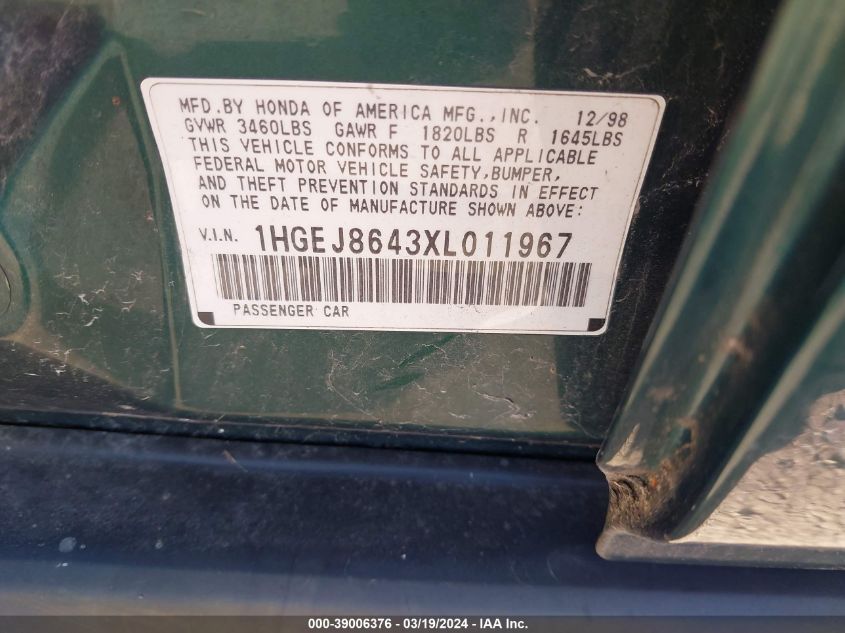 MFD.BY HONDA OF AMERICA MFG.,INC. 12/98
GVWR 3460LBS GAWR F 1820LBS R 1645LBS
THIS VEHICLE CONFORMS TO ALL APPLICABLE
FEDERAL MOTOR VEHICLE SAFETY,BUMPER,
AND THEFT PREVENTION STANDARDS IN EFFECT
ON THE DATE OF MANUFACTURE SHOWN ABOVE:
V.I.N. 1HGEJ8643XL011967
PASSENGER CAR
000-39006376 - 03/19/2024 - IAA Inc.